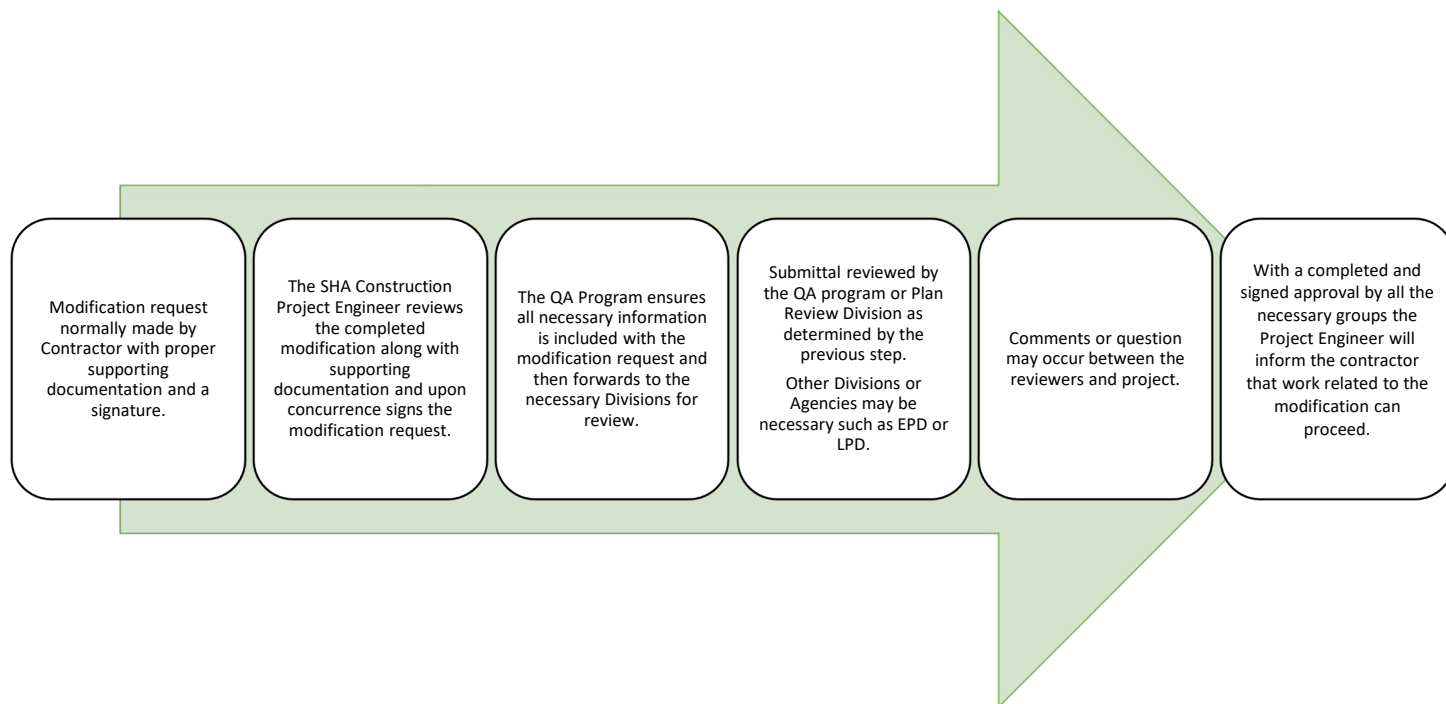 Modification request
normally made by
Contractor with proper
supporting
documentation and a
signature.
The SHA Construction
Project Engineer reviews
the completed
modification along with
supporting
documentation and upon
concurrence signs the
modification request.
The QA Program ensures
all necessary information
is included with the
modification request and
then forwards to the
necessary Divisions for
review.
Submittal reviewed by
the QA program or Plan
Review Division as
determined by the
previous step.
Other Divisions or
Agencies may be
necessary such as EPD or
LPD.
Comments or question
may occur between the
reviewers and project.
With a completed and
signed approval by all the
necessary groups the
Project Engineer will
inform the contractor
that work related to the
modification can
proceed.